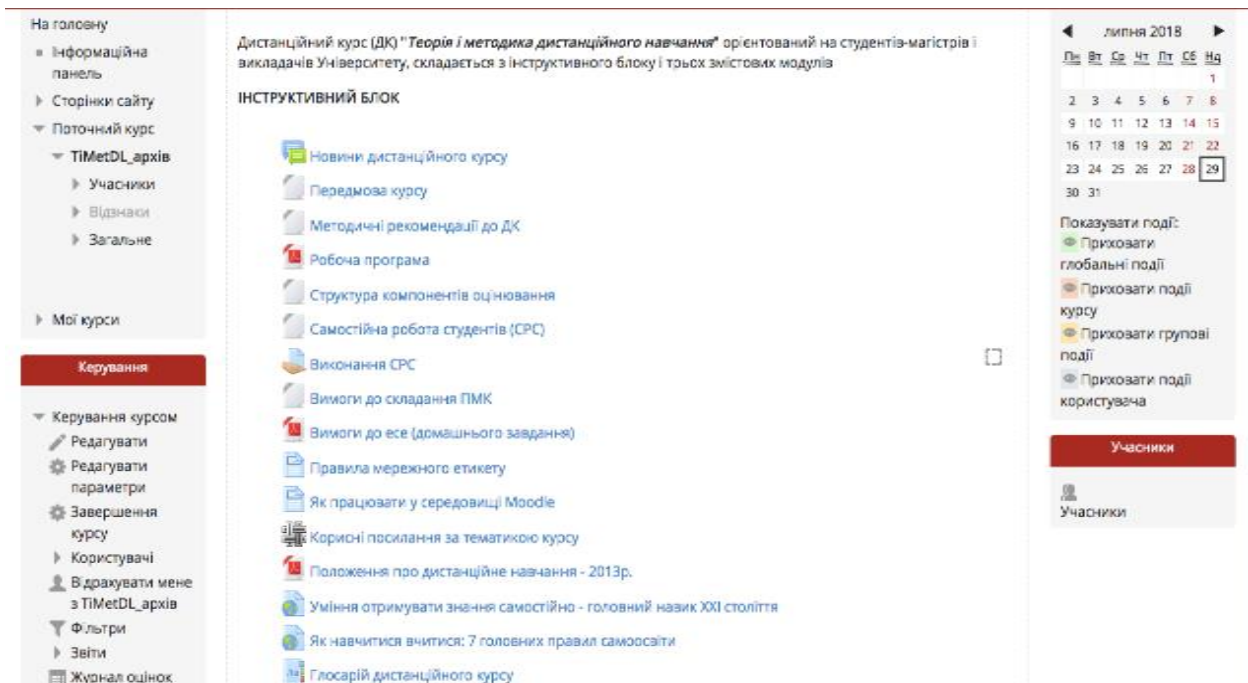 На головну
Інформаційна
панель
Сторінки сайту
Поточний курс
TiMetDL_архів
Учасники
Відзнаки
Загальне
Мої курси
Керування
Керування курсом
Редагувати
Редагувати
параметри
Завершення
курсу
Користувачі
Відрахувати мене
з TiMetDL_архів
Фільтри
Звіти
Журнал оцінок
Дистанційний курс (ДК) "Теорія і методика дистанційного навчання" орієнтований на студентів-магістрів і
викладачів Університету, складається з інструктивного блоку і трьох змістових модулів
ІНСТРУКТИВНИЙ БЛОК
Новини дистанційного курсу
Передмова курсу
Методичні рекомендації до ДК
Робоча програма
Структура компонентів оцінювання
Самостійна робота студентів (СРС)
Виконання СРС
Вимоги до складання ПМК
Вимоги до есе (домашнього завдання)
Правила мережного етикету
Як працювати у середовищі Moodle
Корисні посилання за тематикою курсу
Положення про дистанційне навчання - 2013р.
Уміння отримувати знання самостійно - головний навик XXI століття
Як навчитися вчитися: 7 головних правил самоосвіти
Глосарій дистанційного курсу
липня 2018
Пн Вт Ср Чт Пт Сб Нд
1
2 3 4 5 6 7 8
9 10 11 12 13 14 15
16 17 18 19 20 21 22
23 24 25 26 27 28 29
30 31
Показувати події:
Приховати
глобальні події
Приховати події
курсу
Приховати групові
події
Приховати події
користувача
Учасники
Учасники